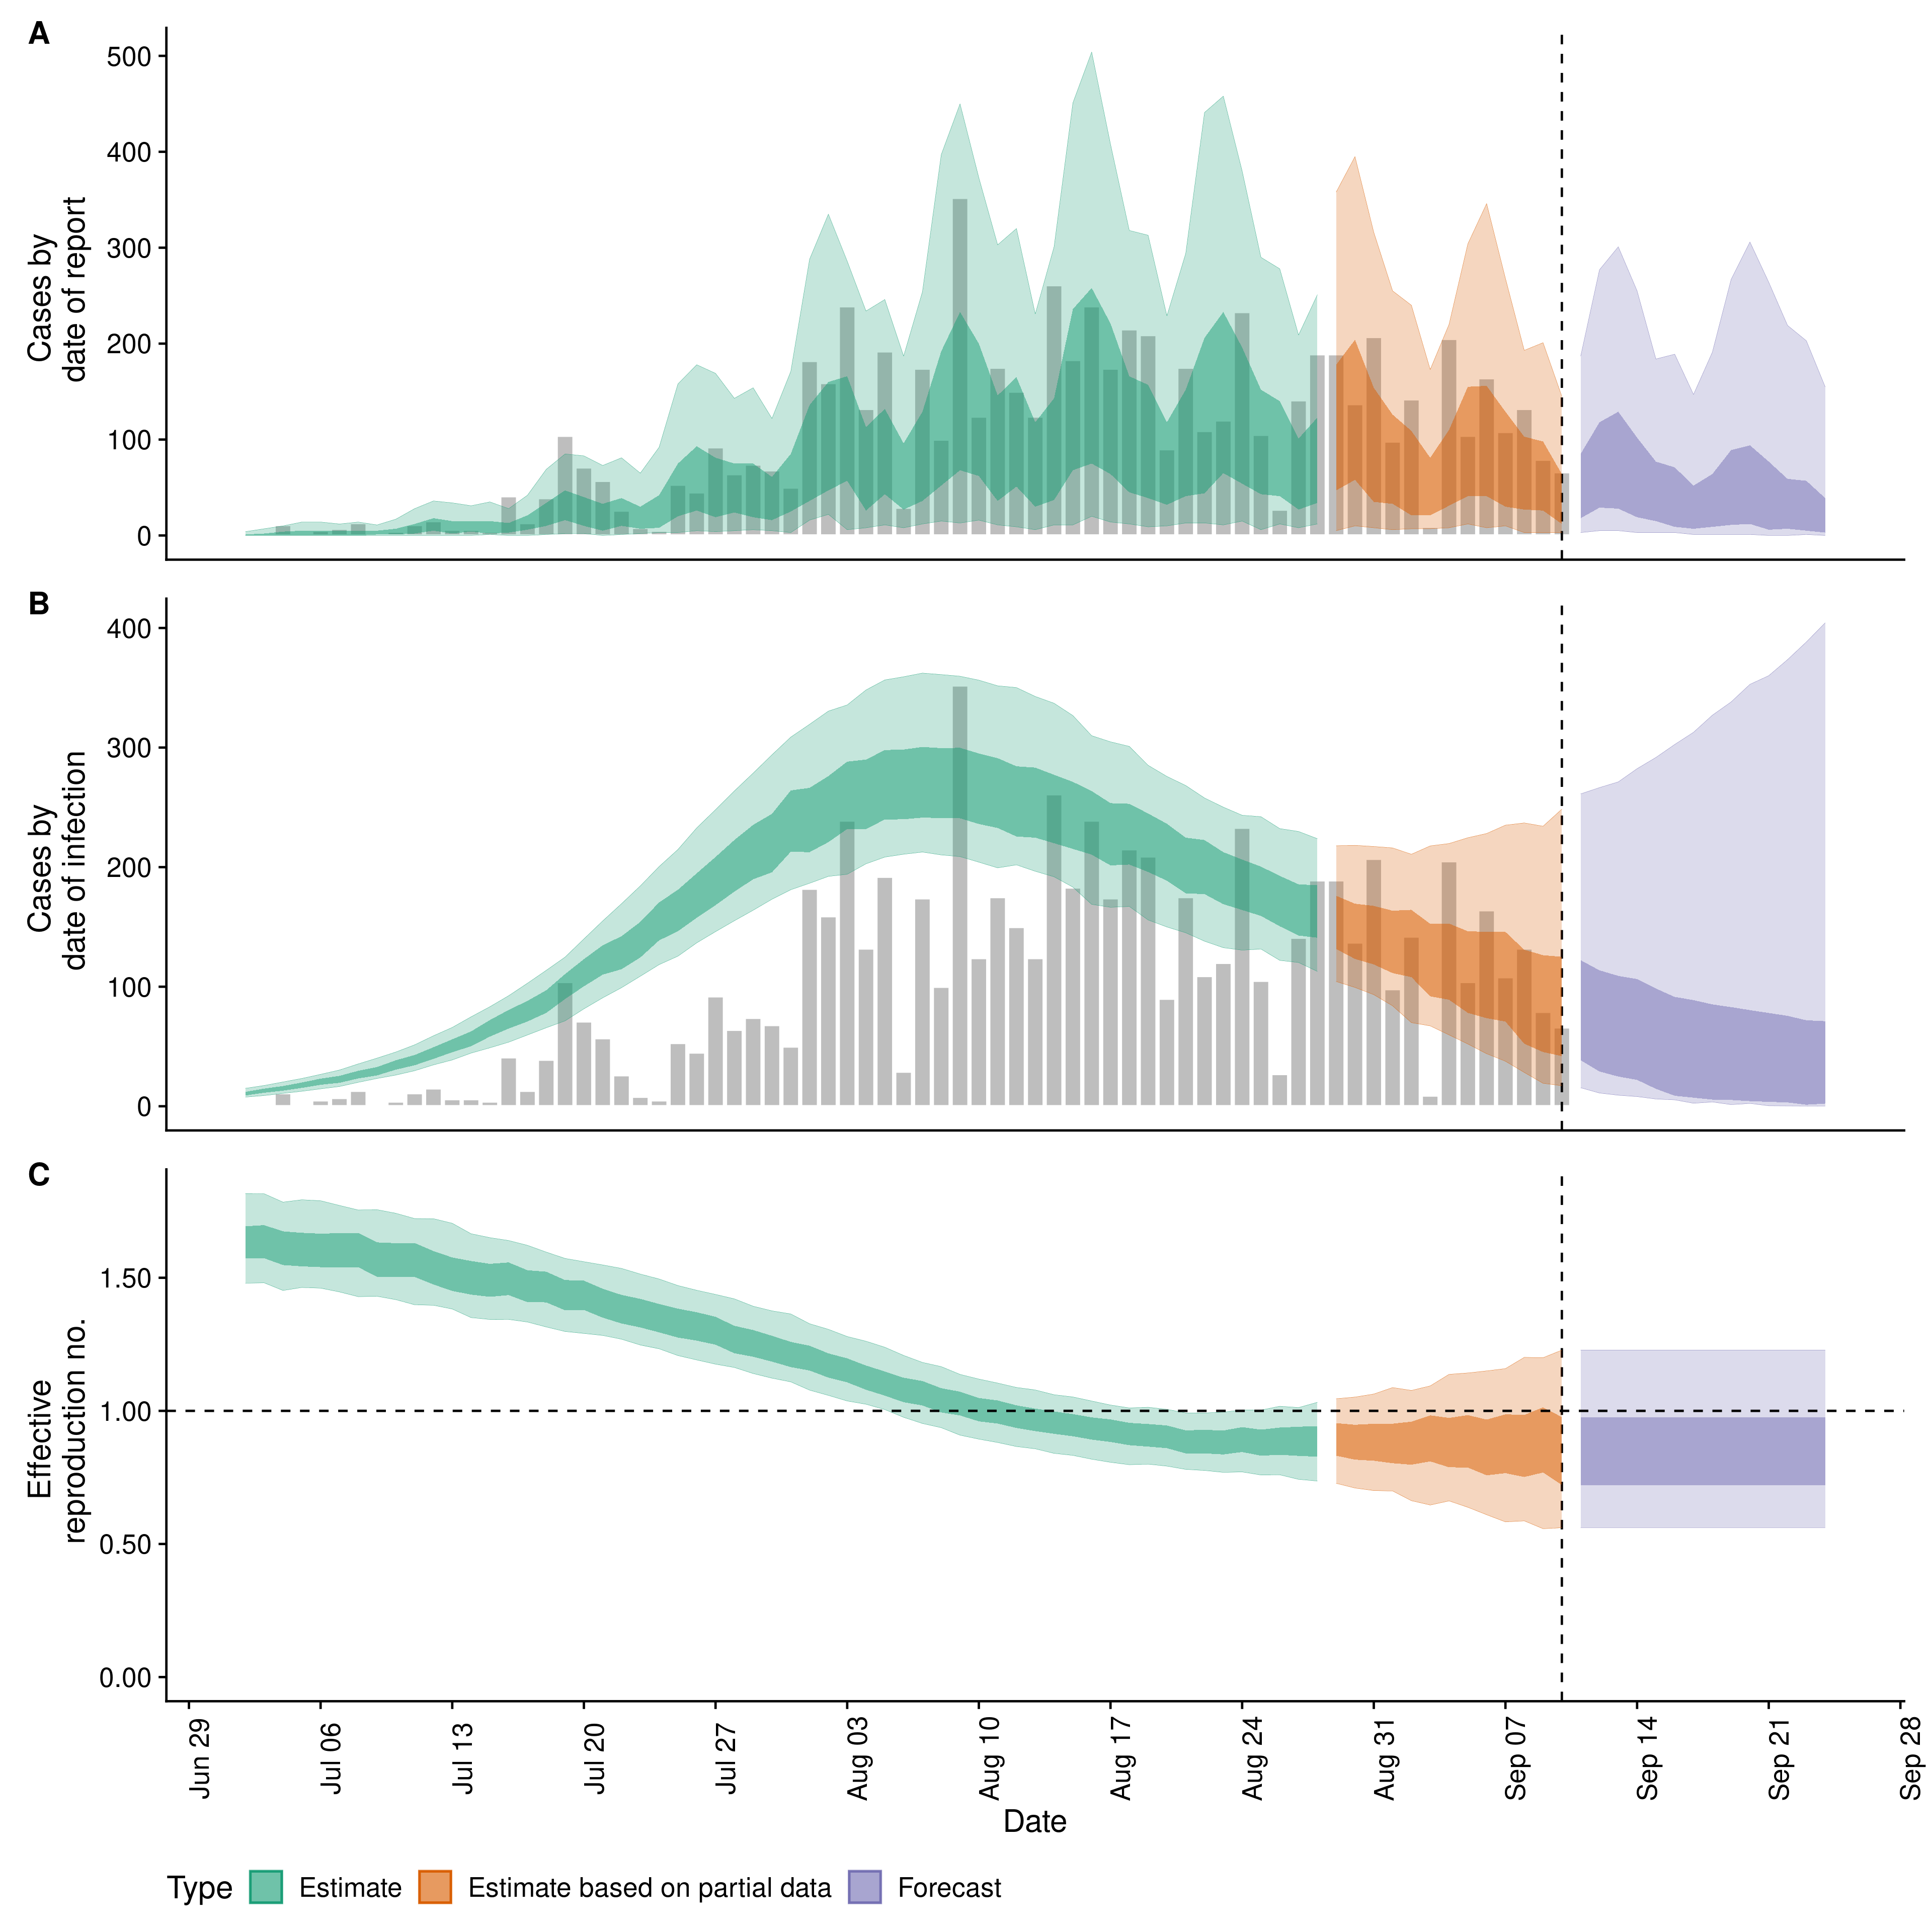 A
500
400
300
200
100
0
Cases by
date of report
B
400
300
200
100
0
Cases by
date of infection
C
1.50
1.00
0.50
0.00
Effective
reproduction no.
Jun 29
Jul 06
Jul 13
Jul 20
Jul 27
Aug 03
Aug 10
Aug 17
Aug 24
Aug 31
Sep 07
Sep 14
Sep 21
Sep 28
Date
Type Estimate Estimate based on partial data Forecast